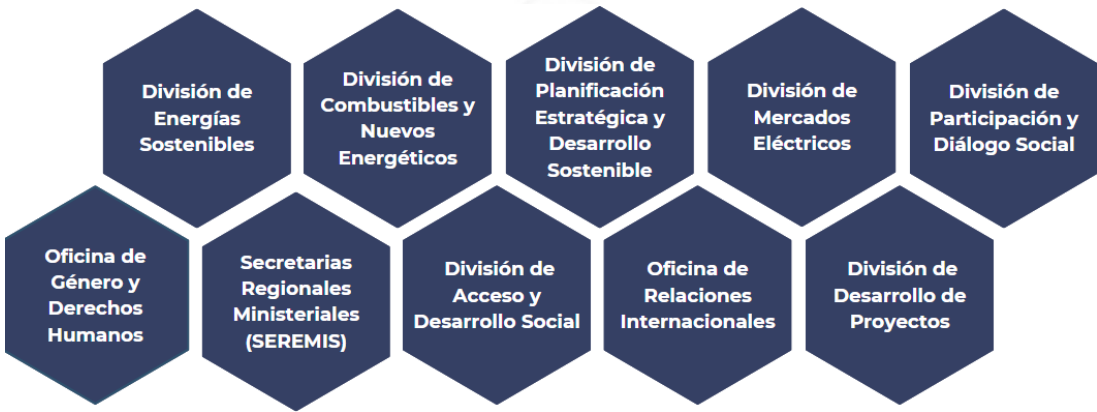 División de
Energías
Sostenibles
División de
Combustibles y
Nuevos
Energéticos
División de
Planificación
Estratégica y
Desarrollo
Sostenible
División de
Mercados
Eléctricos
División de
Participación y
Diálogo Social
Oficina de
Género y
Derechos
Humanos
Secretarias
Regionales
Ministeriales
(SEREMIS)
División de
Acceso y
Desarrollo Social
Oficina de
Relaciones
Internacionales
División de
Desarrollo de
Proyectos